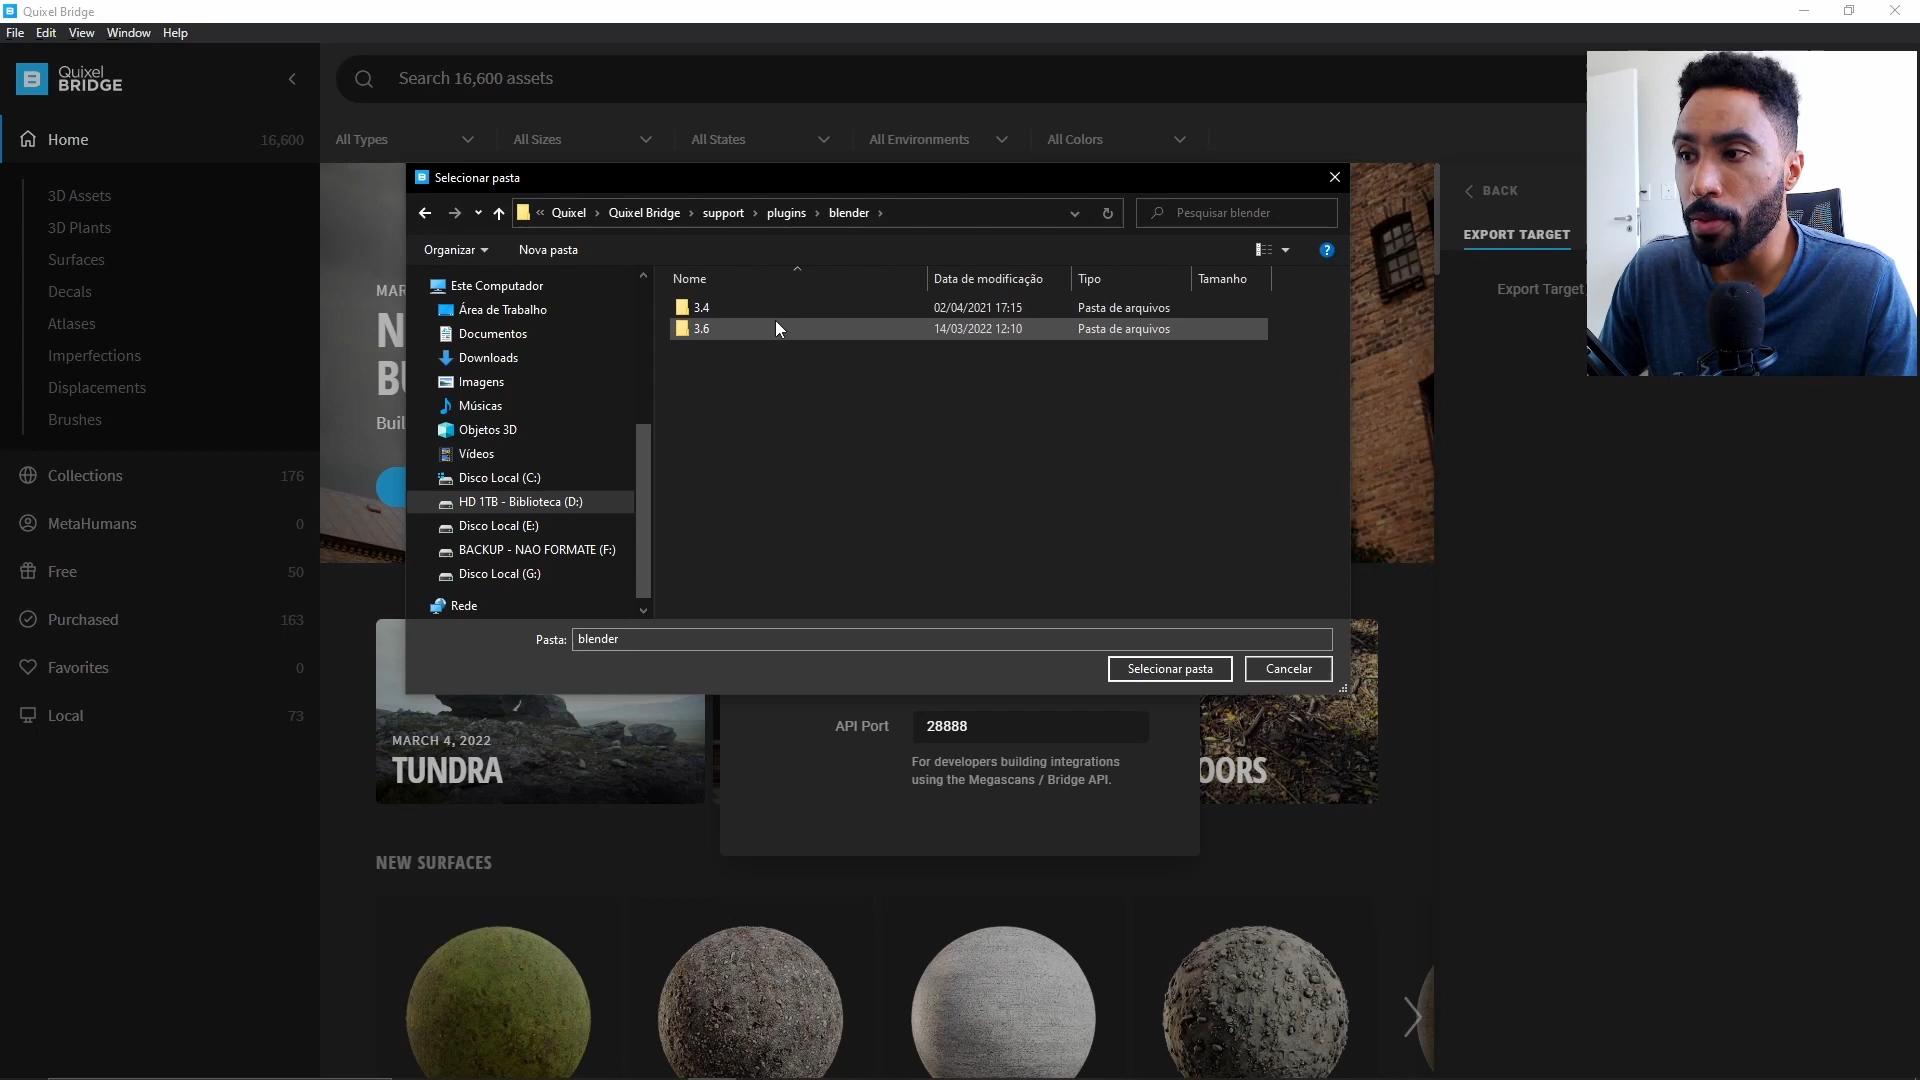 Quixel Bridge
File Edit View Window Help
Quixel
BRIDGE
Search 16,600 assets
Home 16,600
All Types All Sizes All States All Environments All Colors
3D Assets
3D Plants
Surfaces
Decals
Atlases
Imperfections
Displacements
Brushes
Collections 176
MetaHumans 0
Free 50
Purchased 163
Favorites 0
Local 73
Selecionar pasta
« Quixel › Quixel Bridge › support › plugins › blender ›
Pesquisar blender
Organizar Nova pasta
Este Computador
Área de Trabalho
Documentos
Downloads
Imagens
Músicas
Objetos 3D
Vídeos
Disco Local (C:)
HD 1TB - Biblioteca (D:)
Disco Local (E:)
BACKUP - NAO FORMATE (F:)
Disco Local (G:)
Rede
Nome Data de modificação Tipo Tamanho
3.4 02/04/2021 17:15 Pasta de arquivos
3.6 14/03/2022 12:10 Pasta de arquivos
Pasta: blender
Selecionar pasta Cancelar
BACK
EXPORT TARGET
Export Target
MAR
N
BU
Buil
API Port 28888
For developers building integrations
using the Megascans / Bridge API.
MARCH 4, 2022
TUNDRA
OORS
NEW SURFACES